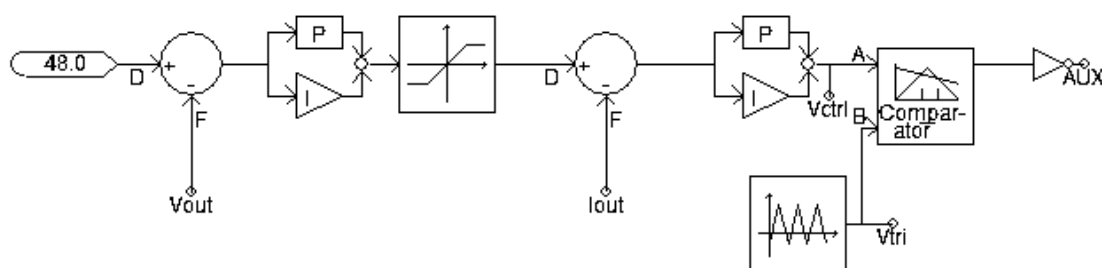 48.0
D
+
-
F
Vout
P
I
D
+
-
F
Iout
P
I
Vctrl
A
B
Compar-
ator
Vtri
AUX